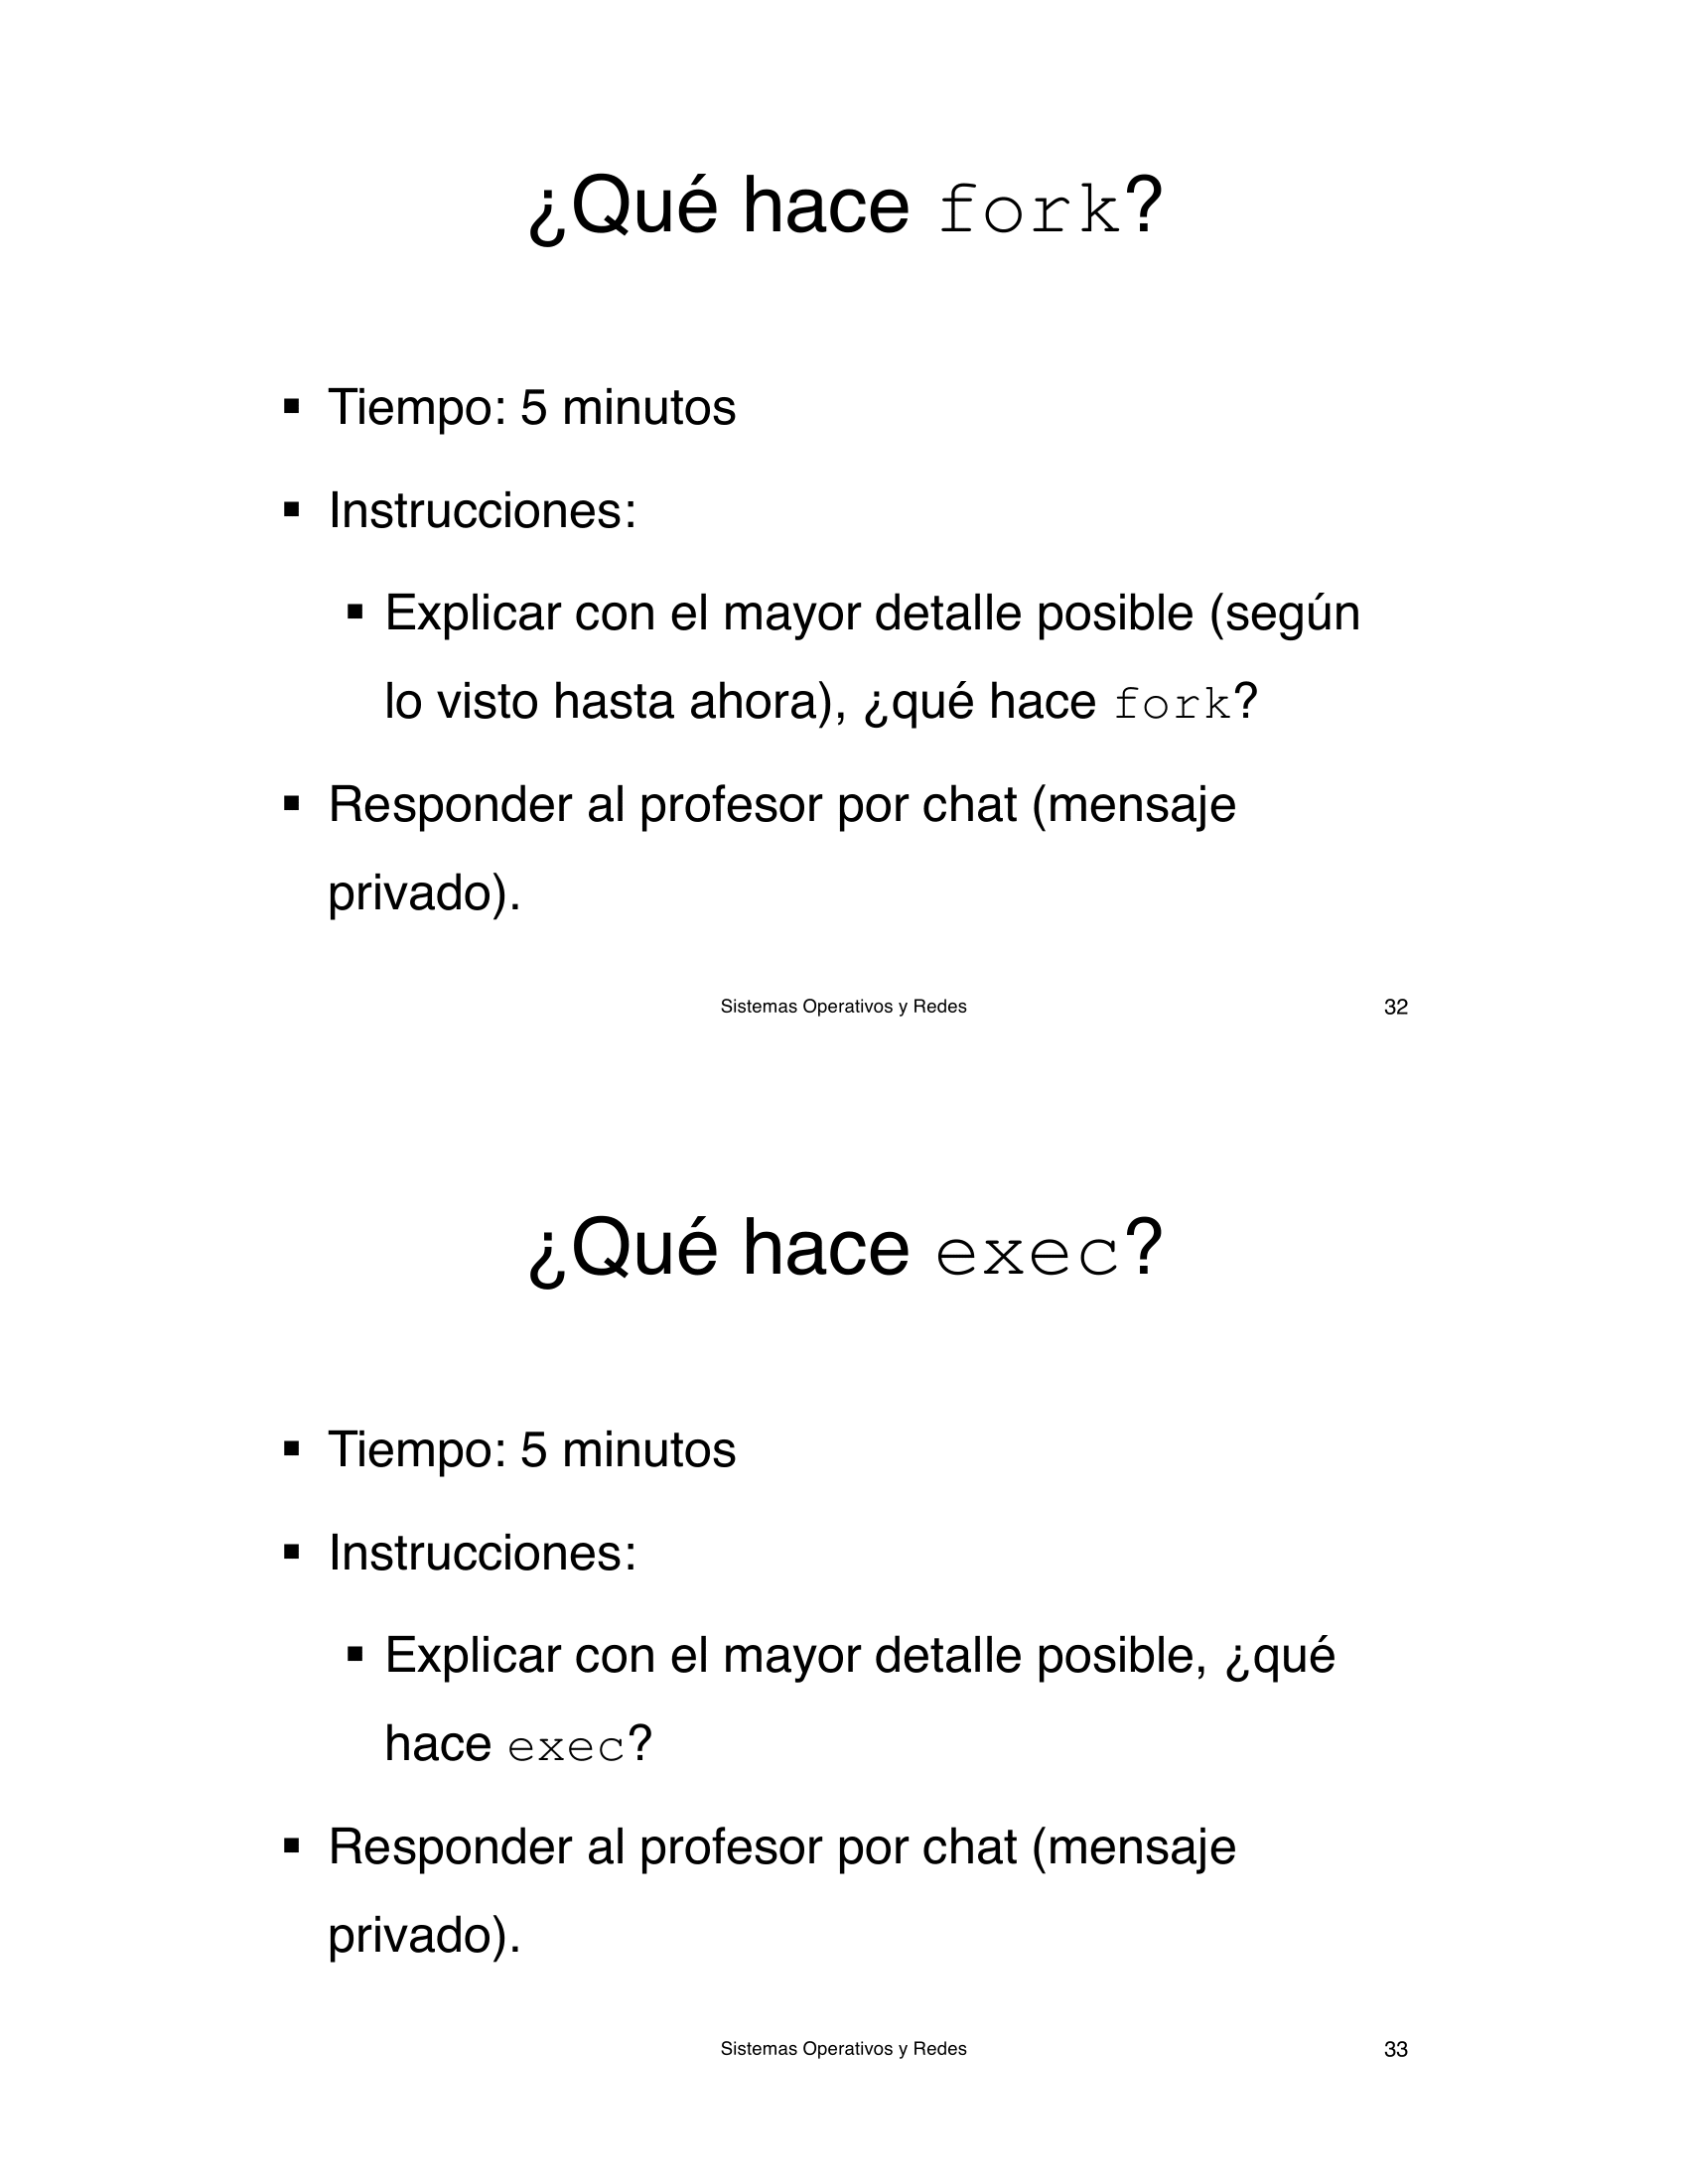 ¿Qué hace fork?
▪ Tiempo: 5 minutos
▪ Instrucciones:
▪ Explicar con el mayor detalle posible (según
lo visto hasta ahora), ¿qué hace fork?
▪ Responder al profesor por chat (mensaje
privado).
Sistemas Operativos y Redes 32
¿Qué hace exec?
▪ Tiempo: 5 minutos
▪ Instrucciones:
▪ Explicar con el mayor detalle posible, ¿qué
hace exec?
▪ Responder al profesor por chat (mensaje
privado).
Sistemas Operativos y Redes 33